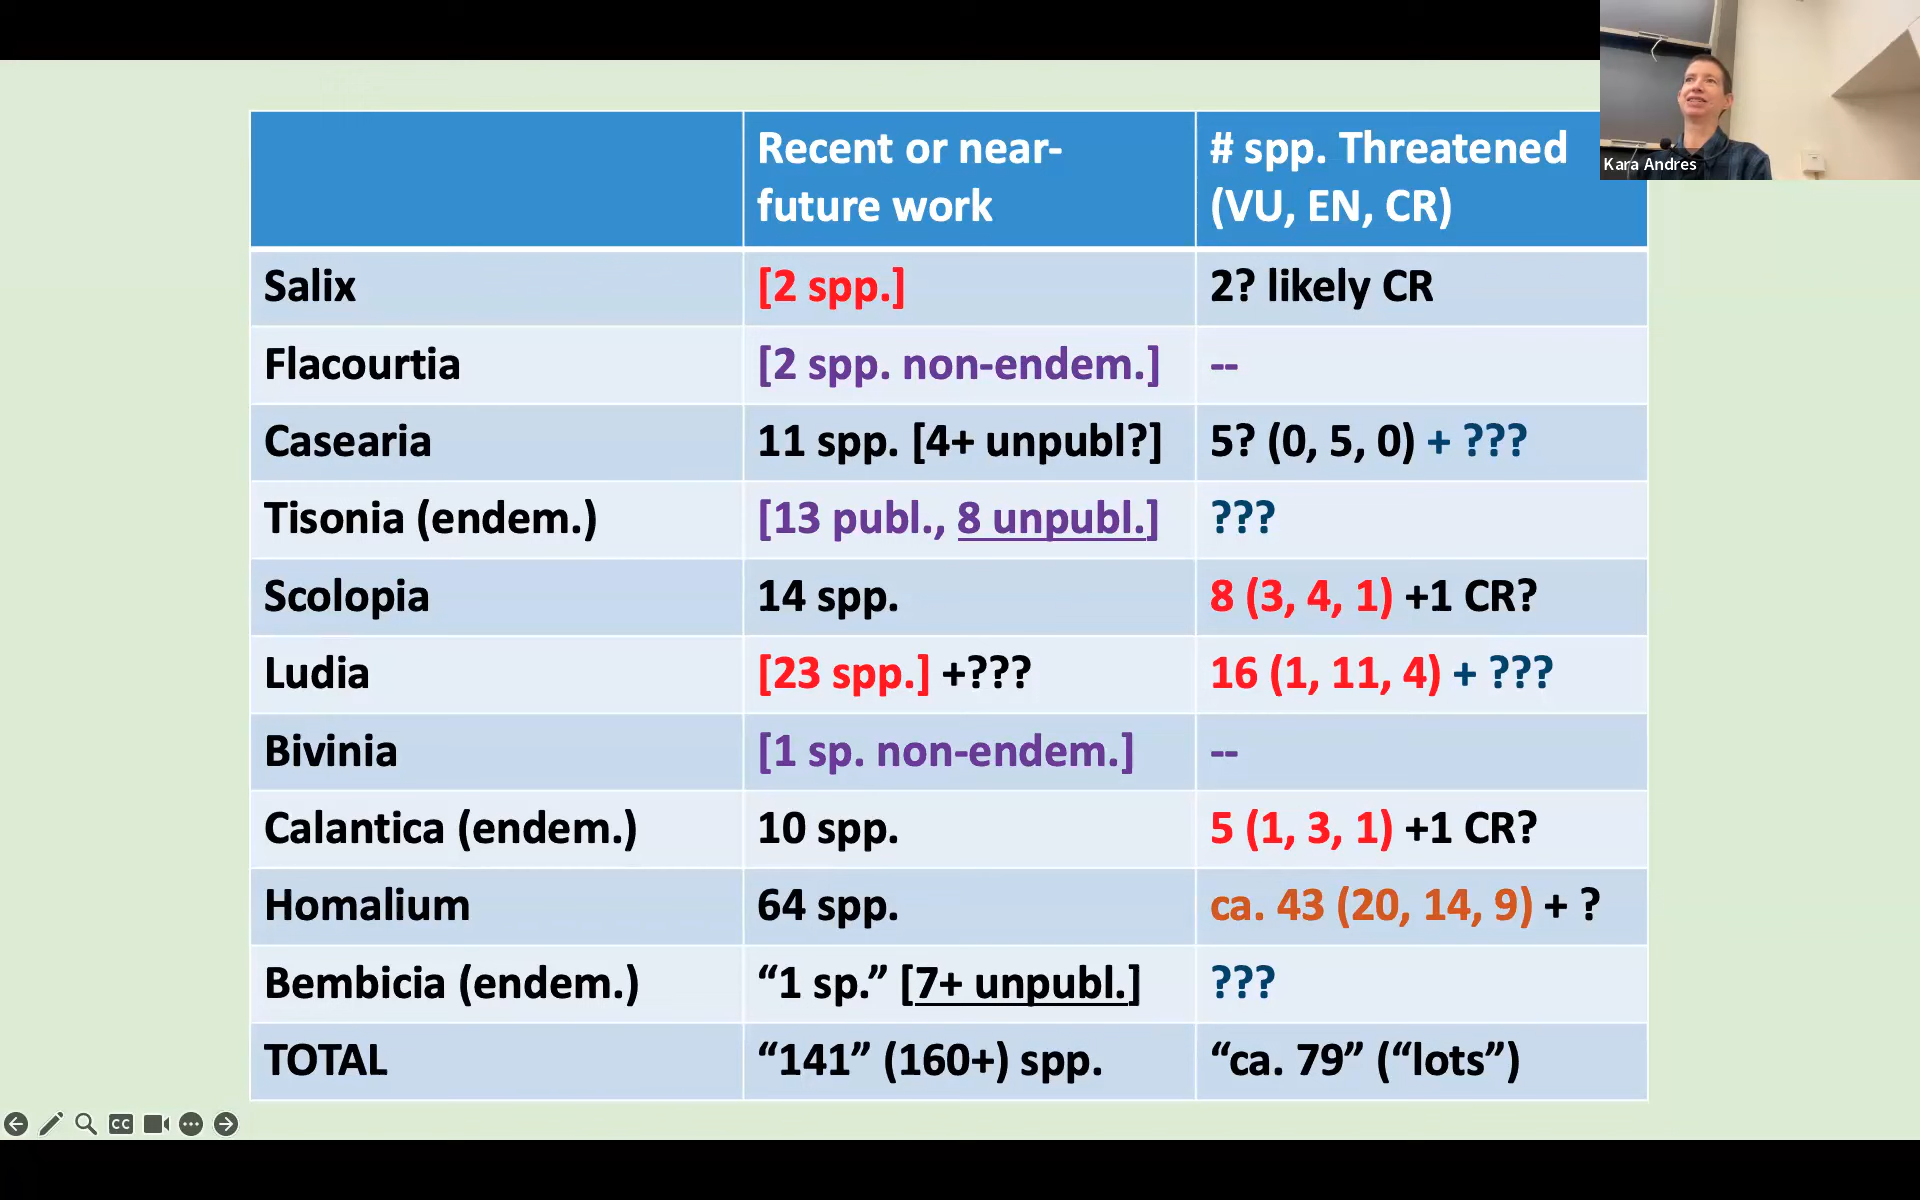 Recent or near-
future work
# spp. Threatened
(VU, EN, CR)
Kara Andres
Salix [2 spp.] 2? likely CR
Flacourtia [2 spp. non-endem.] --
Casearia 11 spp. [4+ unpubl?] 5? (0, 5, 0) + ???
Tisonia (endem.) [13 publ., 8 unpubl.] ???
Scolopia 14 spp. 8 (3, 4, 1) +1 CR?
Ludia [23 spp.] +??? 16 (1, 11, 4) + ???
Bivinia [1 sp. non-endem.] --
Calantica (endem.) 10 spp. 5 (1, 3, 1) +1 CR?
Homalium 64 spp. ca. 43 (20, 14, 9) + ?
Bembicia (endem.) “1 sp.” [7+ unpubl.] ???
TOTAL “141” (160+) spp. “ca. 79” (“lots”)
CC